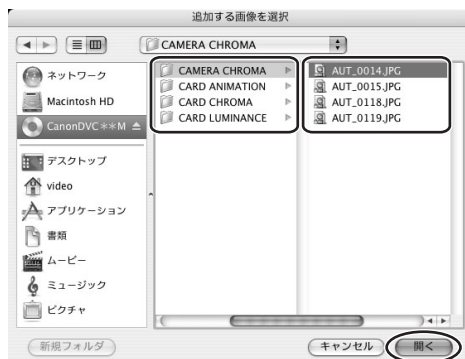 追加する画像を選択
CAMERA CHROMA
ネットワーク
Macintosh HD
CanonDVC＊＊M
デスクトップ
video
アプリケーション
書類
ムービー
ミュージック
ピクチャ
CAMERA CHROMA
CARD ANIMATION
CARD CHROMA
CARD LUMINANCE
AUT_0014.JPG
AUT_0015.JPG
AUT_0118.JPG
AUT_0119.JPG
新規フォルダ
キャンセル
開く